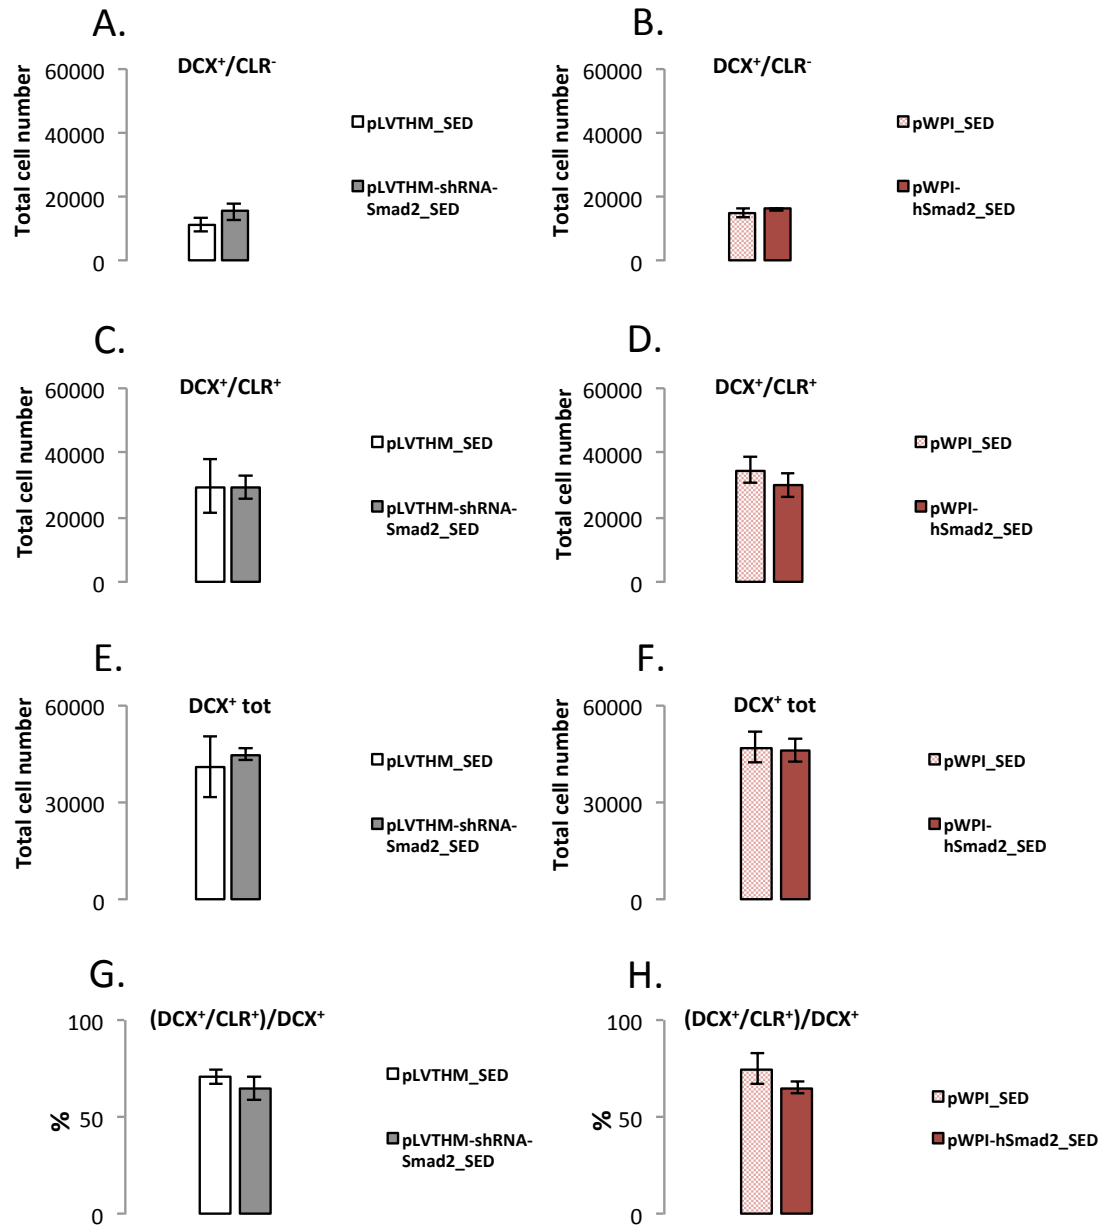 A.
DCX⁺/CLR⁻
Total cell number
60000
40000
20000
0
pLVTHM_SED
pLVTHM-shRNA-
Smad2_SED
B.
DCX⁺/CLR⁻
Total cell number
60000
40000
20000
0
pWPI_SED
pWPI-
hSmad2_SED
C.
DCX⁺/CLR⁺
Total cell number
60000
40000
20000
0
pLVTHM_SED
pLVTHM-shRNA-
Smad2_SED
D.
DCX⁺/CLR⁺
Total cell number
60000
40000
20000
0
pWPI_SED
pWPI-
hSmad2_SED
E.
DCX⁺ tot
Total cell number
60000
30000
0
pLVTHM_SED
pLVTHM-shRNA-
Smad2_SED
F.
DCX⁺ tot
Total cell number
60000
30000
0
pWPI_SED
pWPI-
hSmad2_SED
G.
(DCX⁺/CLR⁺)/DCX⁺
%
100
50
0
pLVTHM_SED
pLVTHM-shRNA-
Smad2_SED
H.
(DCX⁺/CLR⁺)/DCX⁺
%
100
50
0
pWPI_SED
pWPI-hSmad2_SED